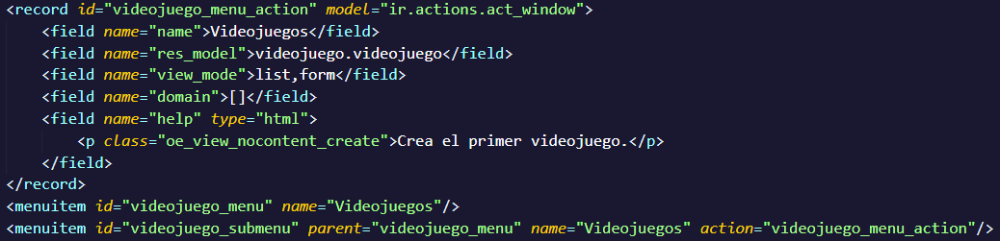 <record id="videojuego_menu_action" model="ir.actions.act_window">
    <field name="name">Videojuegos</field>
    <field name="res_model">videojuego.videojuego</field>
    <field name="view_mode">list,form</field>
    <field name="domain">[]</field>
    <field name="help" type="html">
        <p class="oe_view_nocontent_create">Crea el primer videojuego.</p>
    </field>
</record>
<menuitem id="videojuego_menu" name="Videojuegos"/>
<menuitem id="videojuego_submenu" parent="videojuego_menu" name="Videojuegos" action="videojuego_menu_action"/>